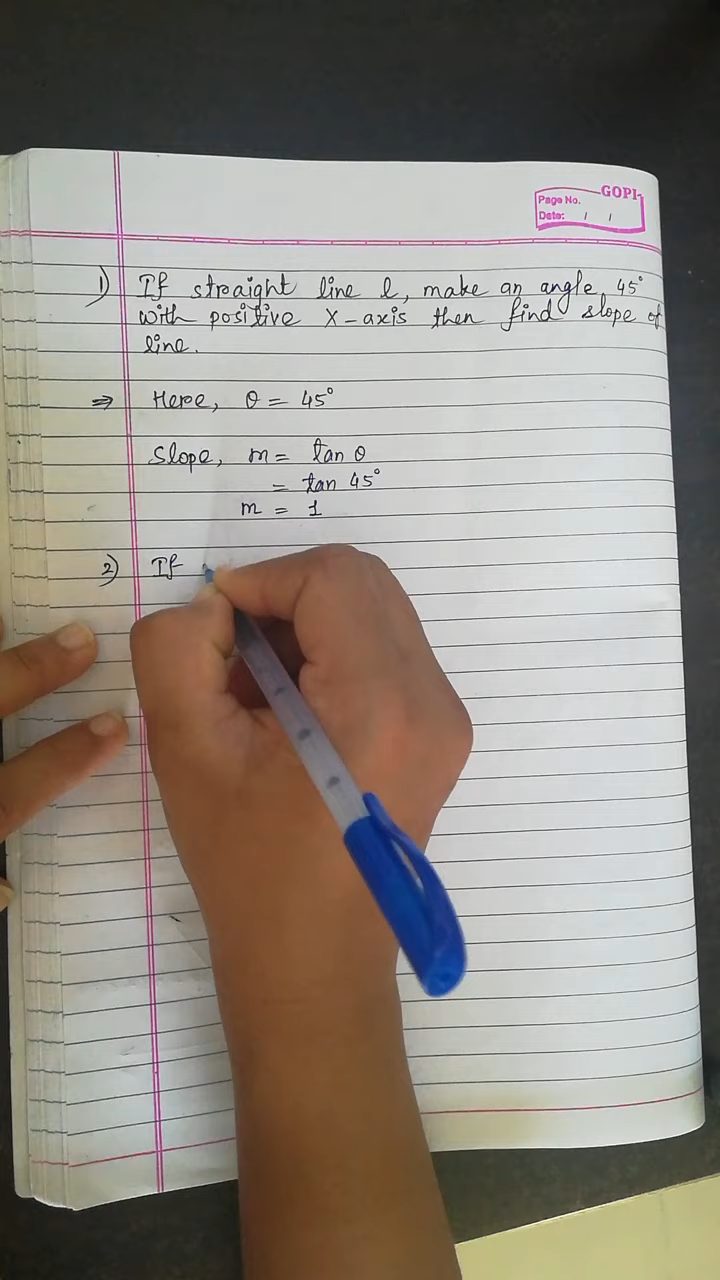 GOPI
Page No.
Date: / /
1) If straight line l, make an angle 45°
with positive X-axis then find slope of
line.
⇒ Here, θ = 45°
Slope, m = tan θ
= tan 45°
m = 1
2) If